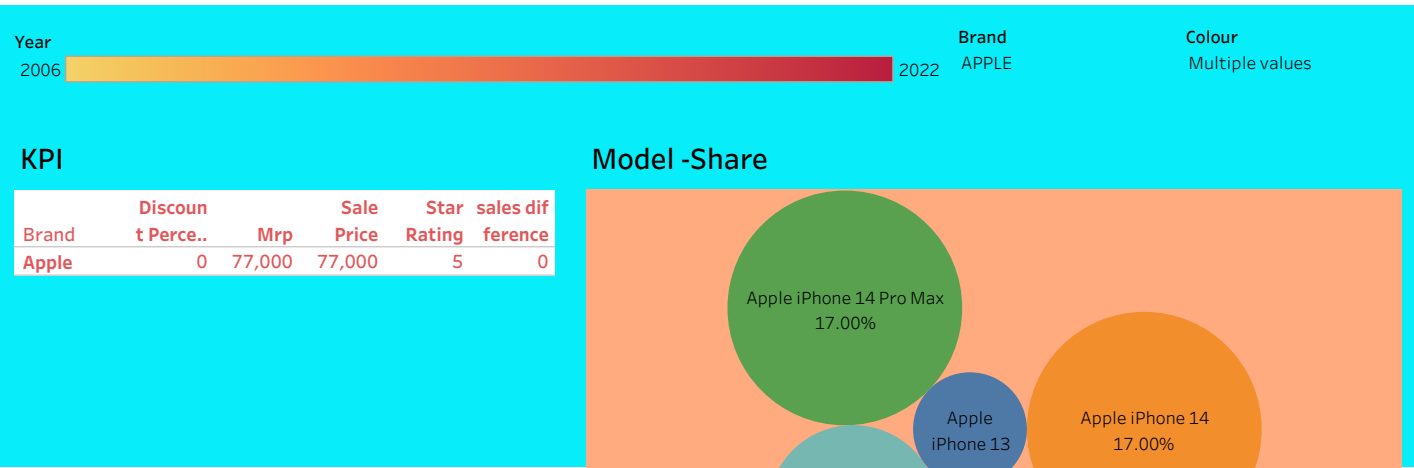 Year
2006
2022
Brand
APPLE
Colour
Multiple values
KPI
Model -Share
Discoun Sale Star sales dif
Brand t Perce.. Mrp Price Rating ference
Apple 0 77,000 77,000 5 0
Apple iPhone 14 Pro Max
17.00%
Apple
iPhone 13
Apple iPhone 14
17.00%